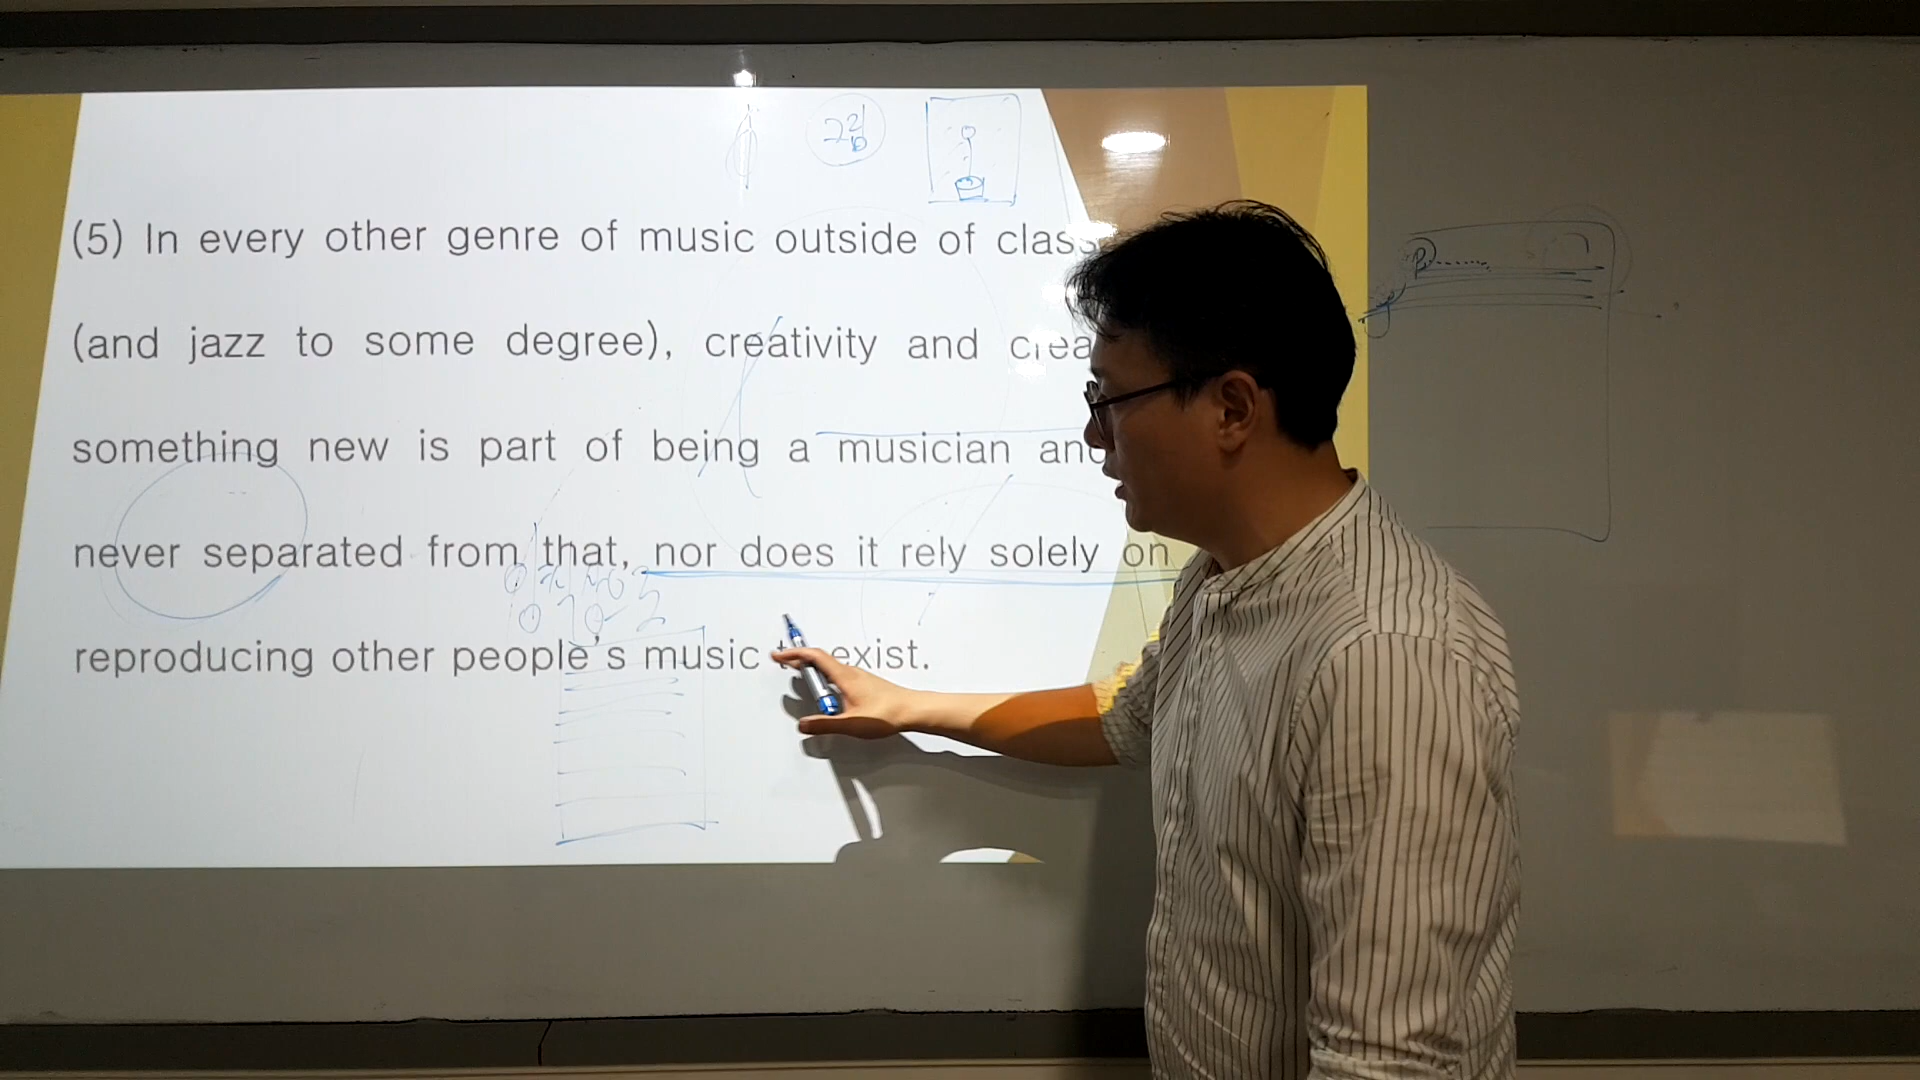 (5) In every other genre of music outside of clas
(and jazz to some degree), creativity and crea
something new is part of being a musician and
never separated from that, nor does it rely solely on
reproducing other people's music exist.